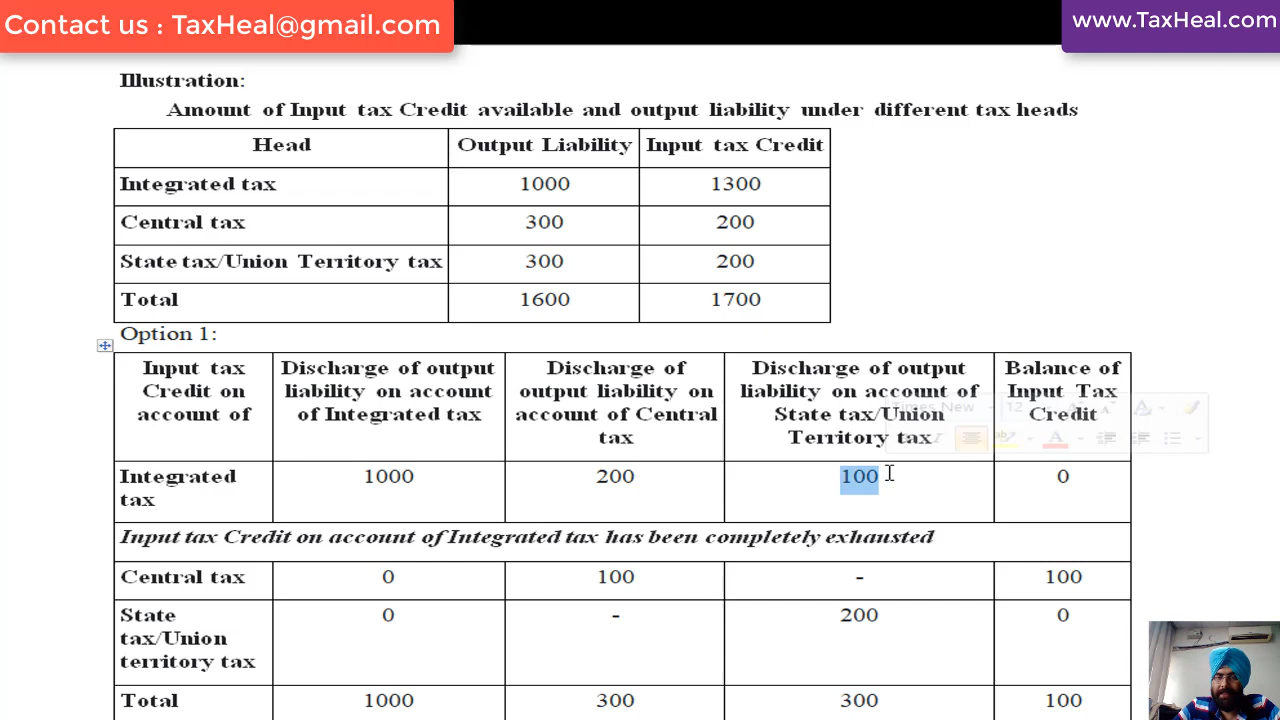 Contact us : TaxHeal@gmail.com
www.TaxHeal.com
Illustration:
Amount of Input tax Credit available and output liability under different tax heads
Head Output Liability Input tax Credit
Integrated tax 1000 1300
Central tax 300 200
State tax/Union Territory tax 300 200
Total 1600 1700
Option 1:
Input tax Credit on account of
Discharge of output liability on account of Integrated tax
Discharge of output liability on account of Central tax
Discharge of output liability on account of State tax/Union Territory tax
Balance of Input Tax Credit
Times New 12
Integrated tax 1000 200 100 0
Input tax Credit on account of Integrated tax has been completely exhausted
Central tax 0 100 - 100
State tax/Union territory tax 0 - 200 0
Total 1000 300 300 100